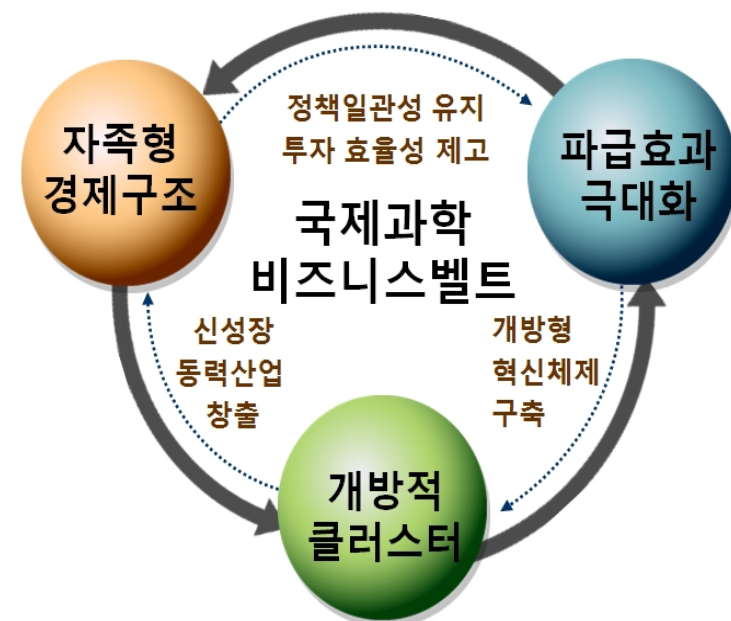 정책일관성 유지
투자 효율성 제고
자족형
경제구조
파급효과
극대화
국제과학
비즈니스벨트
신성장
동력산업
창출
개방형
혁신체제
구축
개방적
클러스터